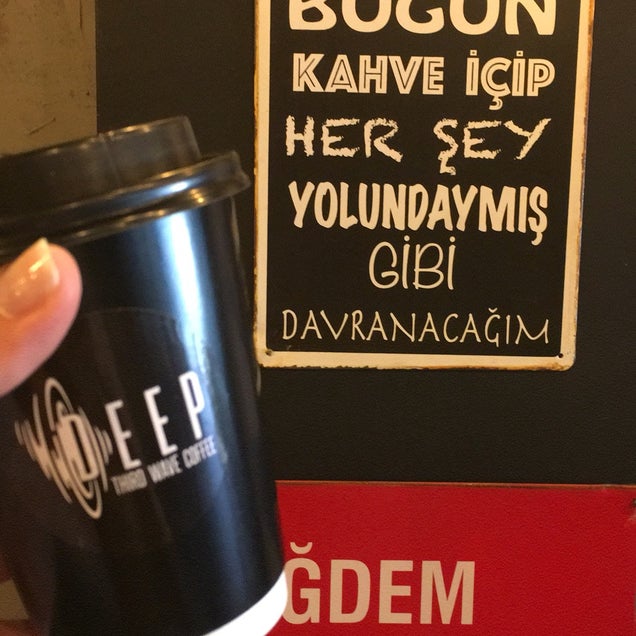 BUGÜN
KAHVE İÇİP
HER ŞEY
YOLUNDAYMIŞ
GİBİ
DAVRANACAĞIM
DEEP
THIRD WAVE COFFEE
ĞDEM